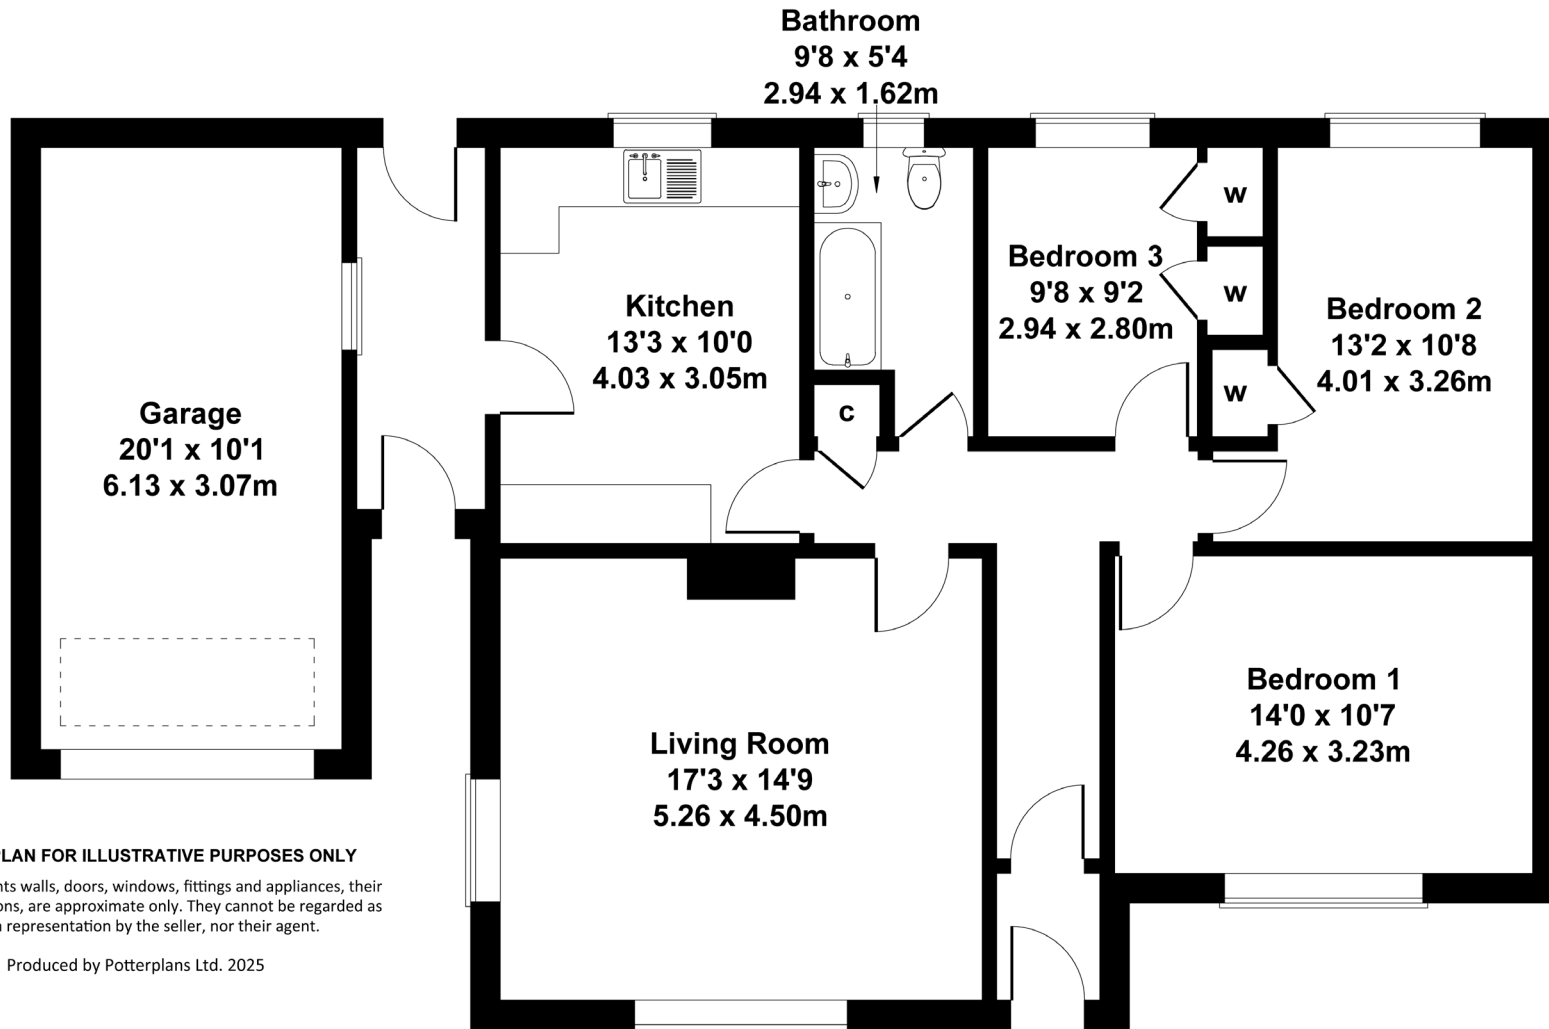 Bathroom
9'8 x 5'4
2.94 x 1.62m
Kitchen
13'3 x 10'0
4.03 x 3.05m
Bedroom 3
9'8 x 9'2
2.94 x 2.80m
W
W
W
Bedroom 2
13'2 x 10'8
4.01 x 3.26m
Garage
20'1 x 10'1
6.13 x 3.07m
C
Living Room
17'3 x 14'9
5.26 x 4.50m
Bedroom 1
14'0 x 10'7
4.26 x 3.23m
PLAN FOR ILLUSTRATIVE PURPOSES ONLY
walls, doors, windows, fittings and appliances, their
are approximate only. They cannot be regarded as
representation by the seller, nor their agent.
Produced by Potterplans Ltd. 2025